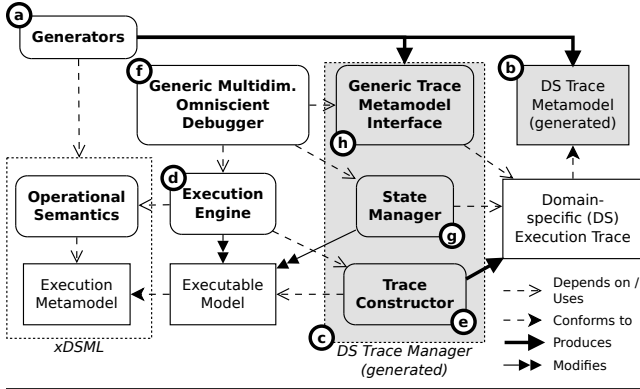 a
Generators
f
Generic Multidim.
Omniscient
Debugger
Generic Trace
Metamodel
Interface
h
b
DS Trace
Metamodel
(generated)
Operational
Semantics
d
Execution
Engine
State
Manager
g
Domain-
specific (DS)
Execution Trace
Execution
Metamodel
xDSML
Executable
Model
Trace
Constructor
e
c
DS Trace Manager
(generated)
Depends on /
Uses
Conforms to
Produces
Modifies